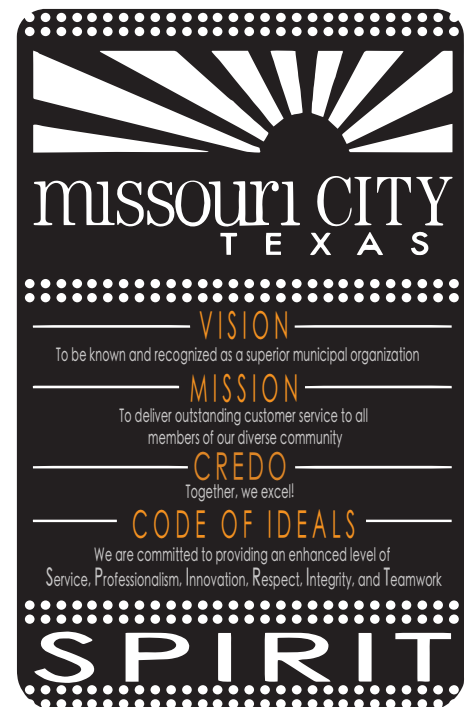 missouri CITY
TEXAS
VISION
To be known and recognized as a superior municipal organization
MISSION
To deliver outstanding customer service to all
members of our diverse community
CREDO
Together, we excel!
CODE OF IDEALS
We are committed to providing an enhanced level of
Service, Professionalism, Innovation, Respect, Integrity, and Teamwork
SPIRIT